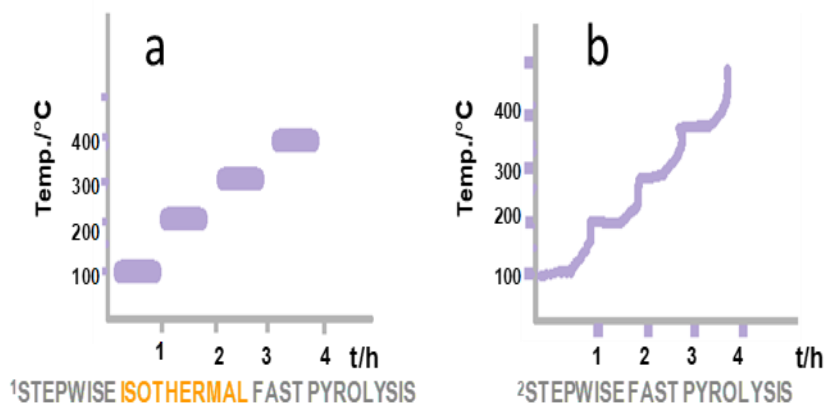 a
Temp./°C
400
300
200
100
1 2 3 4 t/h
¹STEPWISE ISOTHERMAL FAST PYROLYSIS
b
Temp./°C
400
300
200
100
1 2 3 4 t/h
²STEPWISE FAST PYROLYSIS